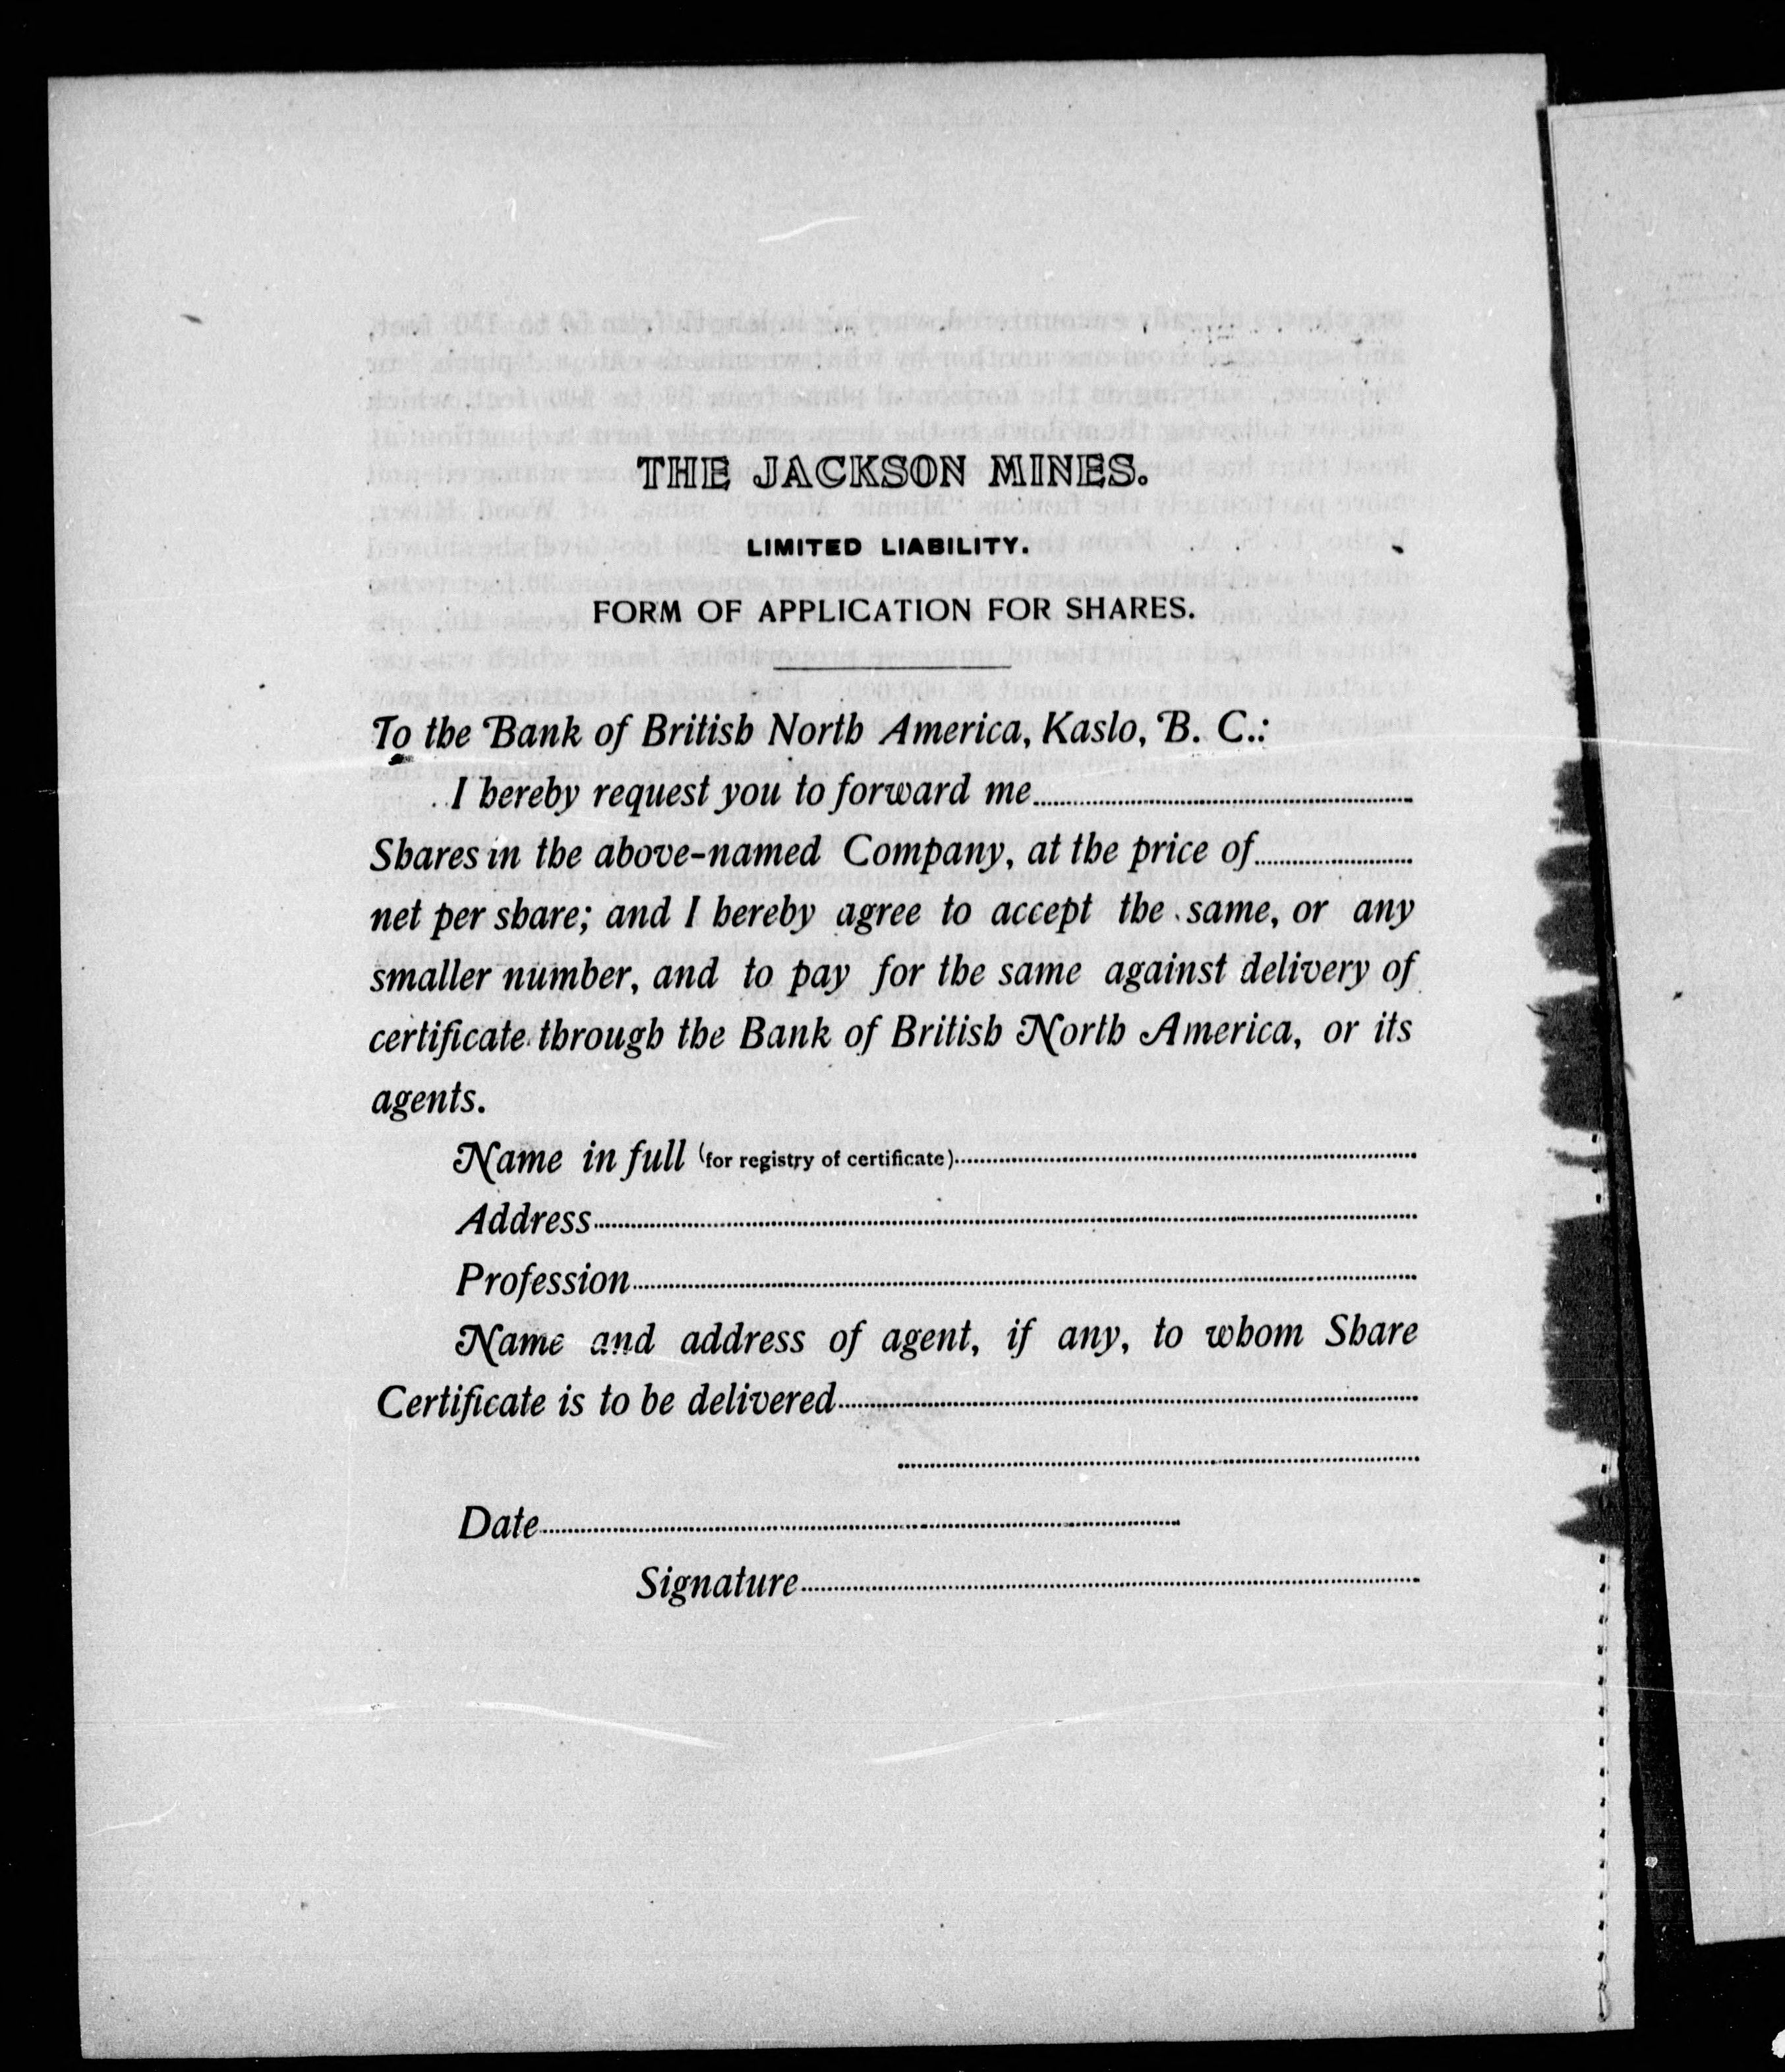 THE JACKSON MINES.
LIMITED LIABILITY.
FORM OF APPLICATION FOR SHARES.
To the Bank of British North America, Kaslo, B. C.:
I hereby request you to forward me
Shares in the above-named Company, at the price of
net per share; and I hereby agree to accept the same, or any
smaller number, and to pay for the same against delivery of
certificate through the Bank of British North America, or its
agents.
Name in full (for registry of certificate)
Address
Profession
Name and address of agent, if any, to whom Share
Certificate is to be delivered
Date
Signature